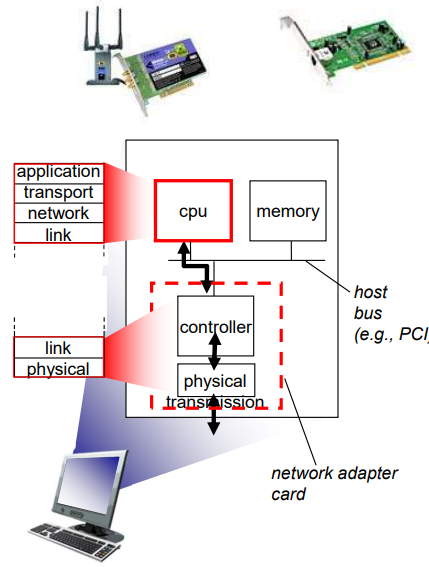 application
transport
network
link
cpu
memory
host
bus
(e.g., PCI)
controller
link
physical
physical
transmission
network adapter
card